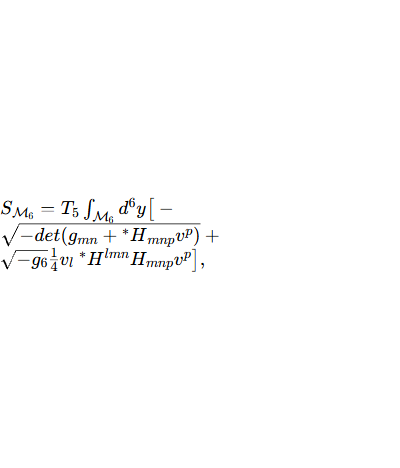 $S_{\mathcal{M}_6} = T_5 \int_{\mathcal{M}_6} d^6y \big[ -$
$\sqrt{-det(g_{mn} + {}^*H_{mnp}v^p)} +$
$\sqrt{-g_6} \frac{1}{4} v_l \, {}^*H^{lmn} H_{mnp} v^p \big],$